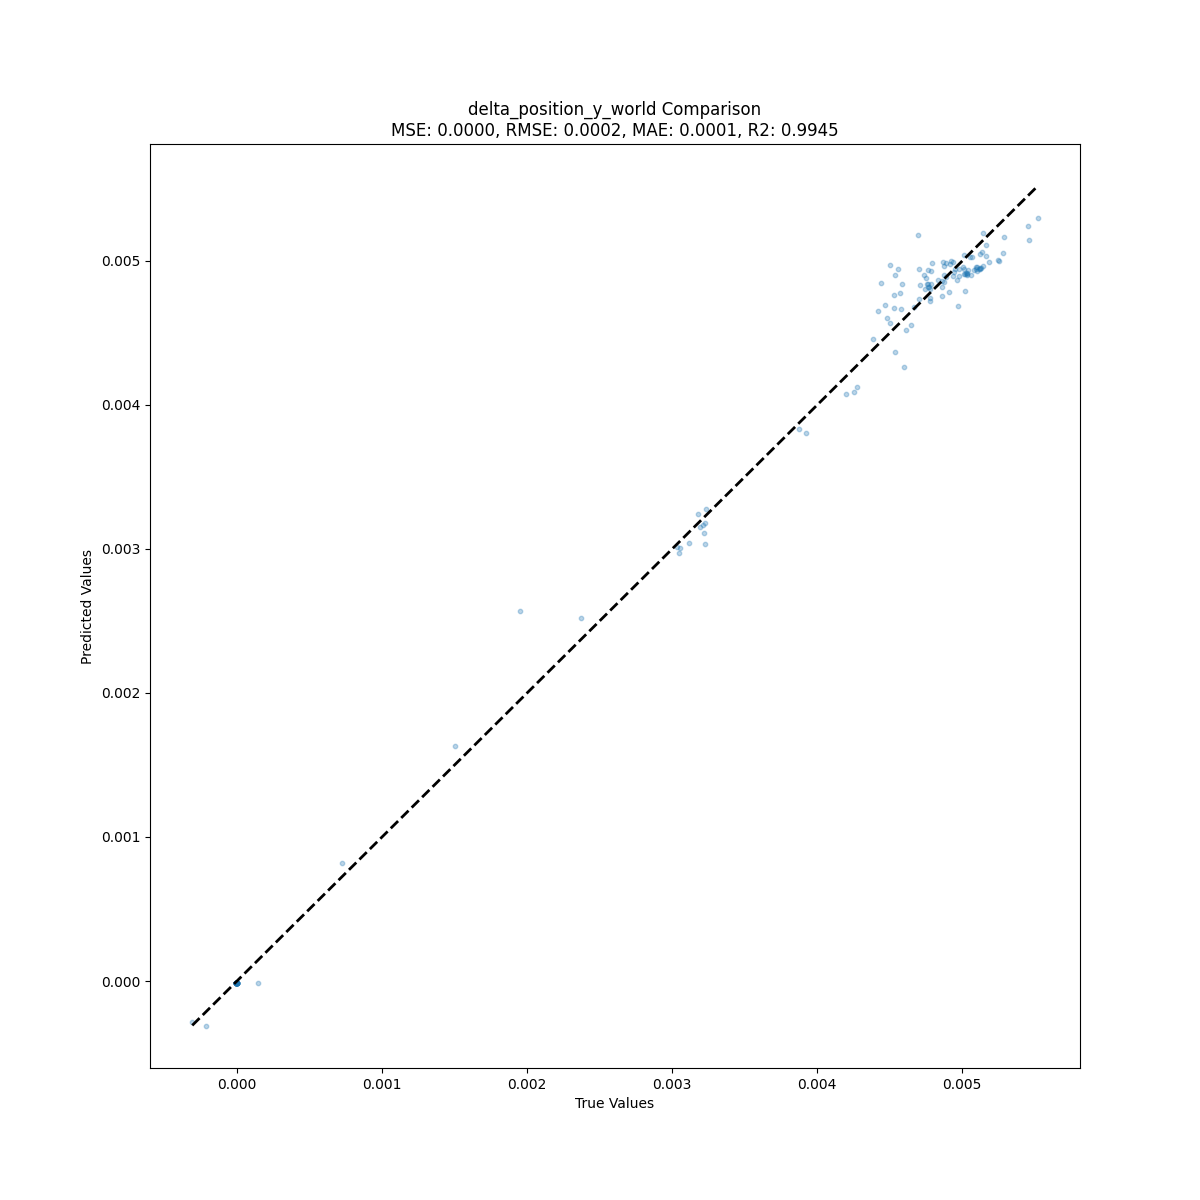 delta_position_y_world Comparison
MSE: 0.0000, RMSE: 0.0002, MAE: 0.0001, R2: 0.9945
0.005
0.004
0.003
0.002
0.001
0.000
Predicted Values
0.000 0.001 0.002 0.003 0.004 0.005
True Values